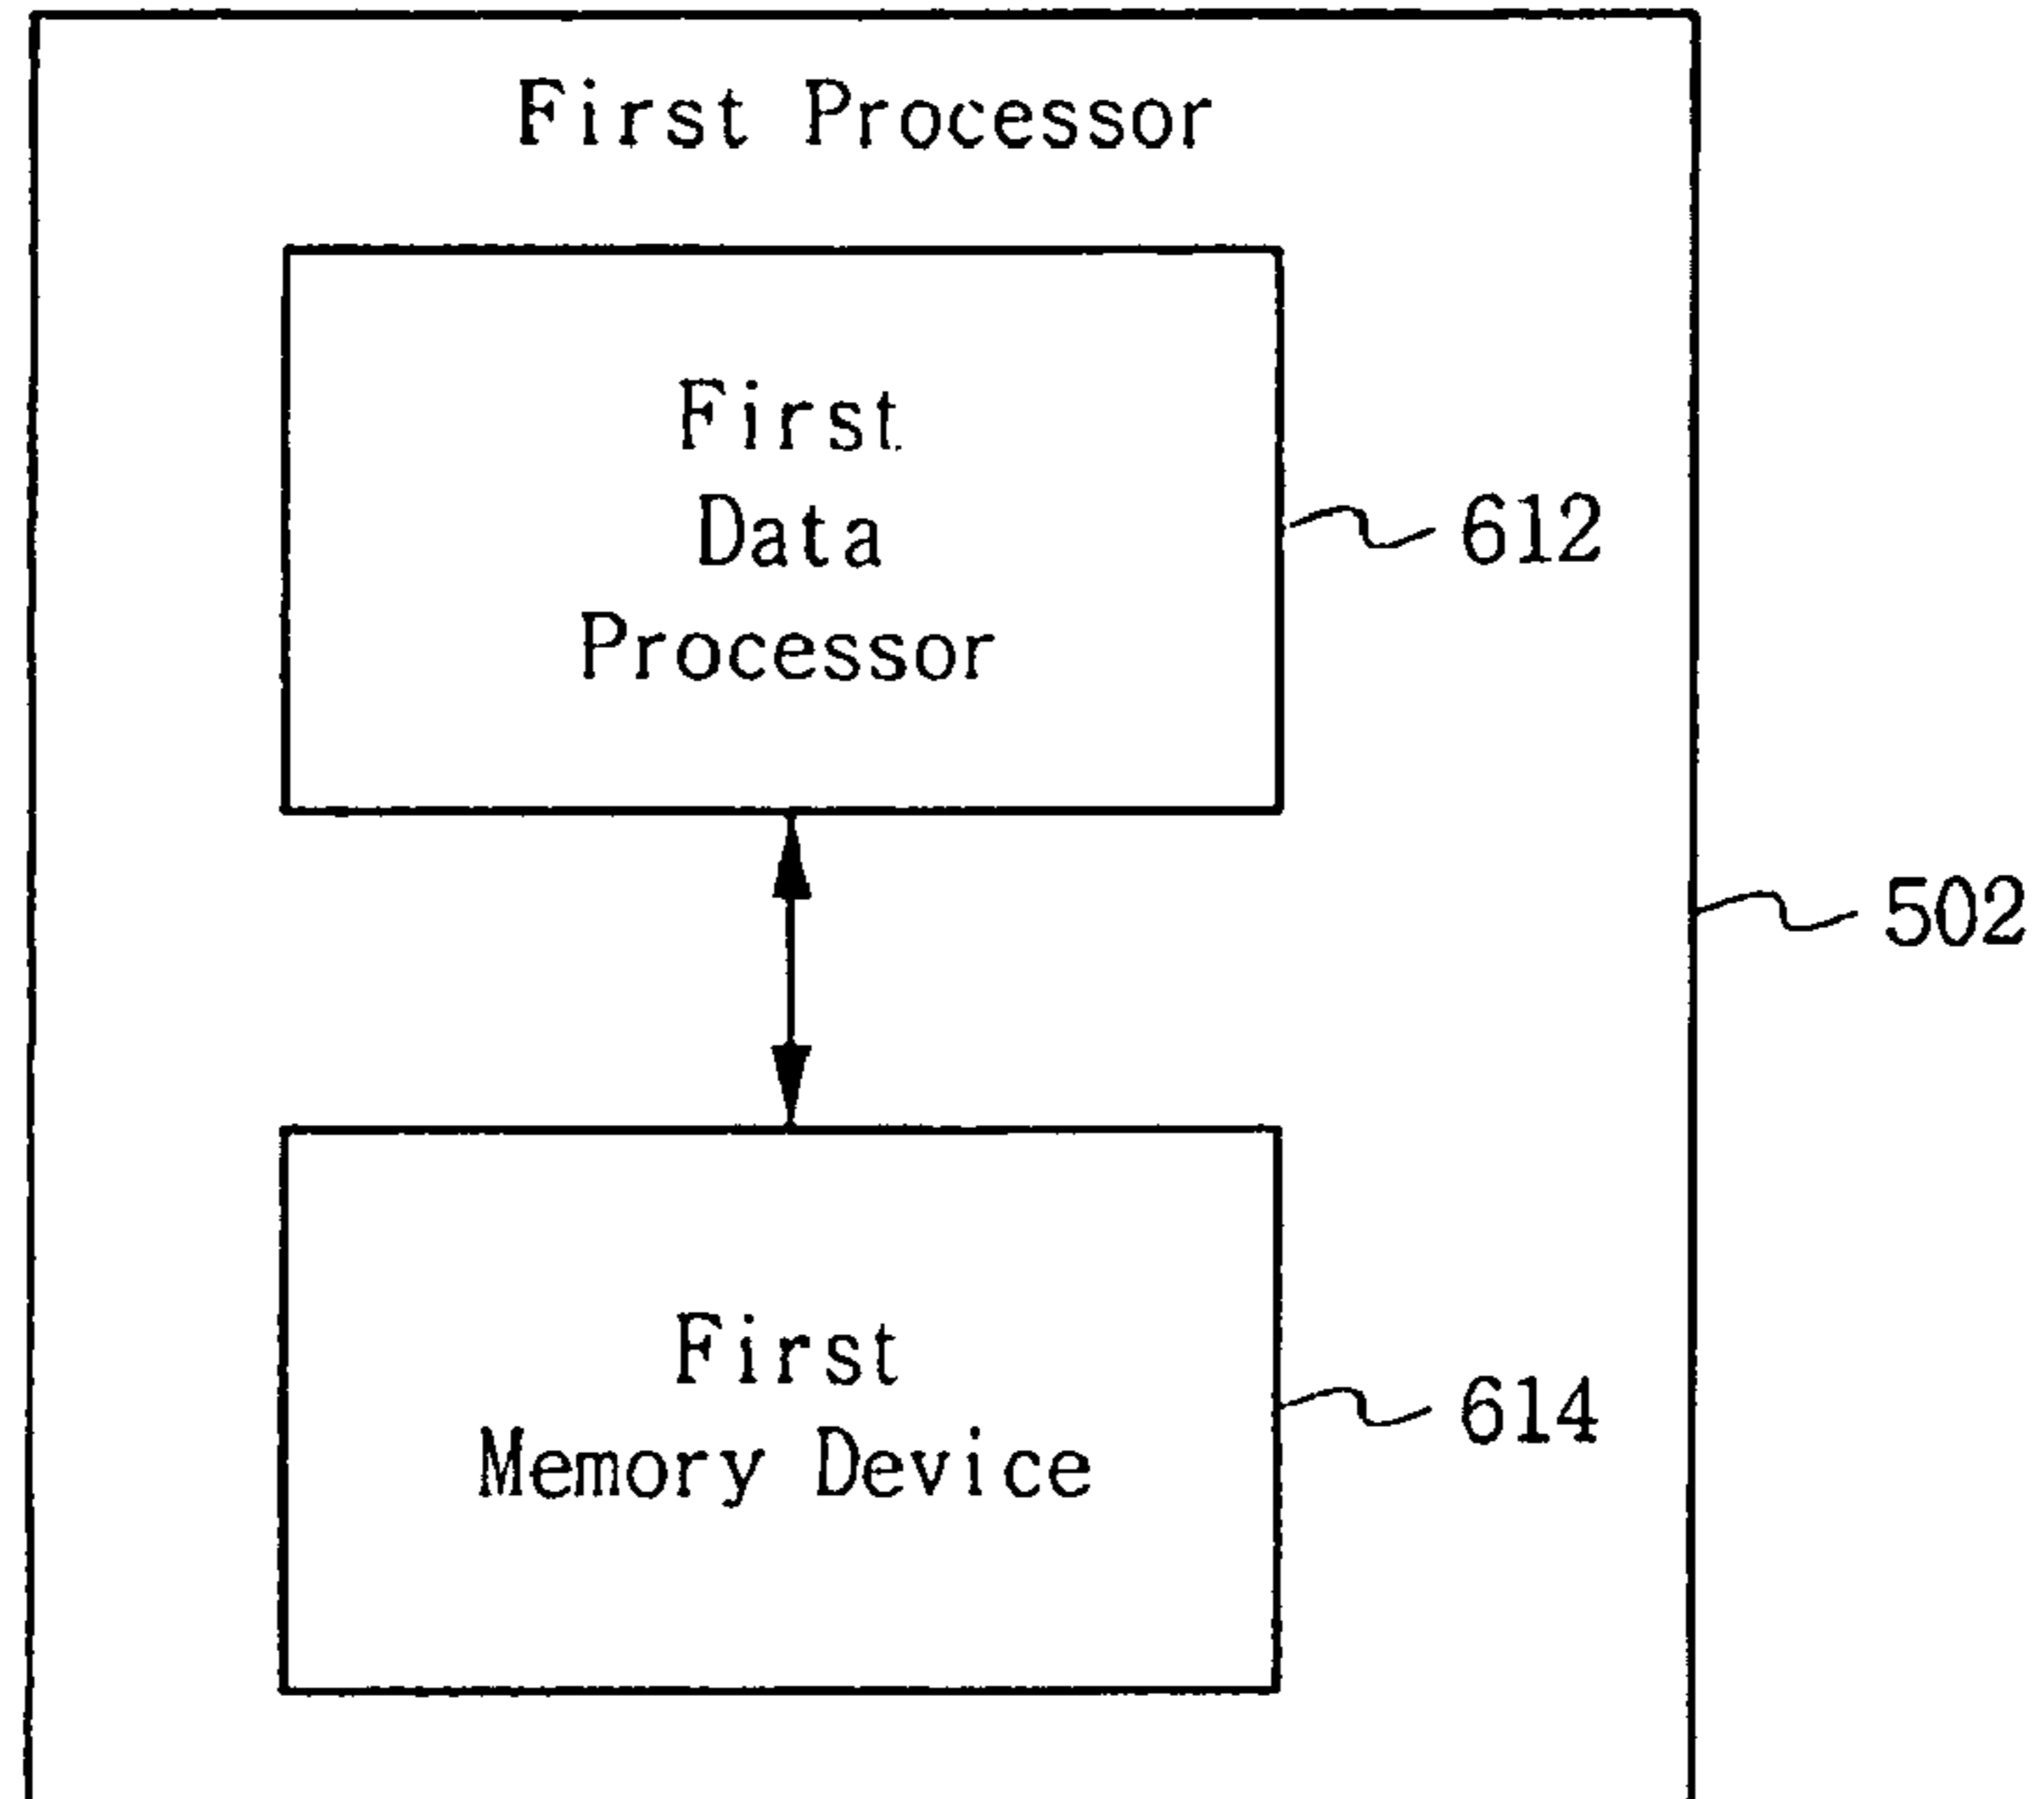 First Processor
First
Data
Processor
612
502
First
Memory Device
614